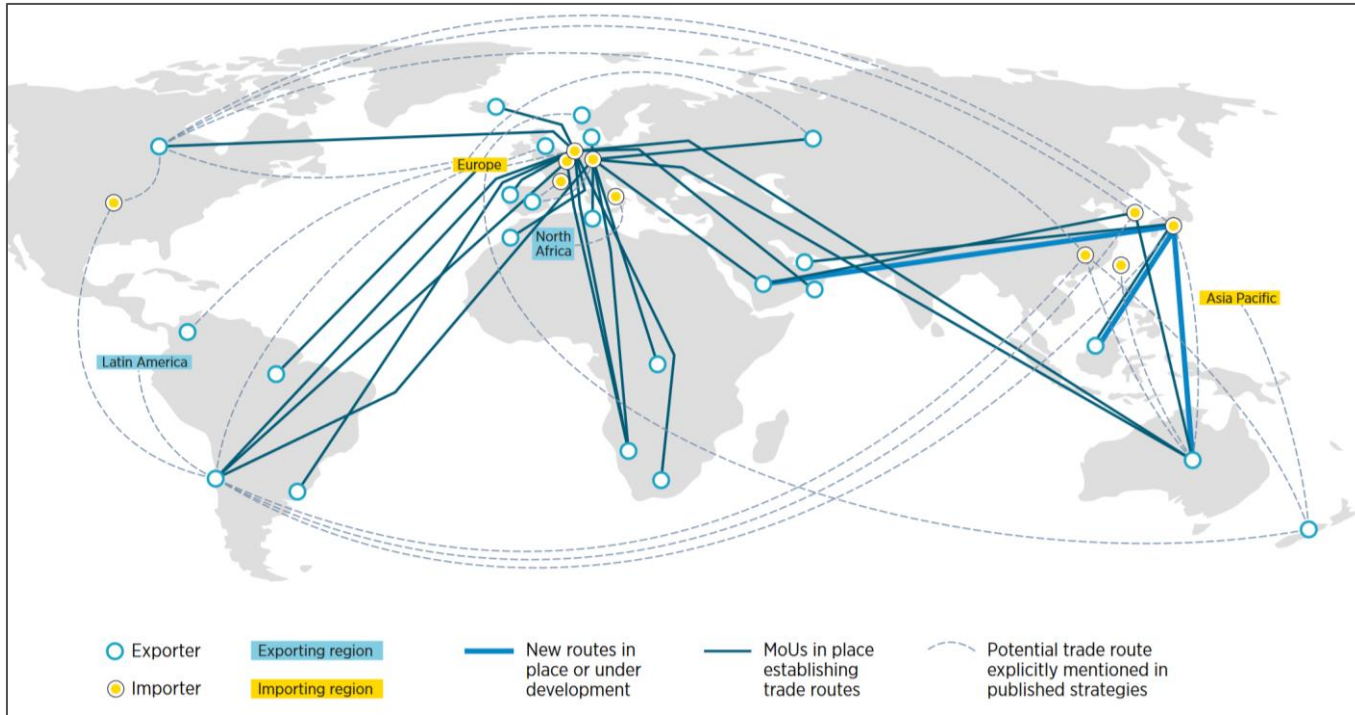 Europe
North
Africa
Asia Pacific
Latin America
Exporter
Exporting region
New routes in
place or under
development
MoUs in place
establishing
trade routes
Potential trade route
explicitly mentioned in
published strategies
Importer
Importing region